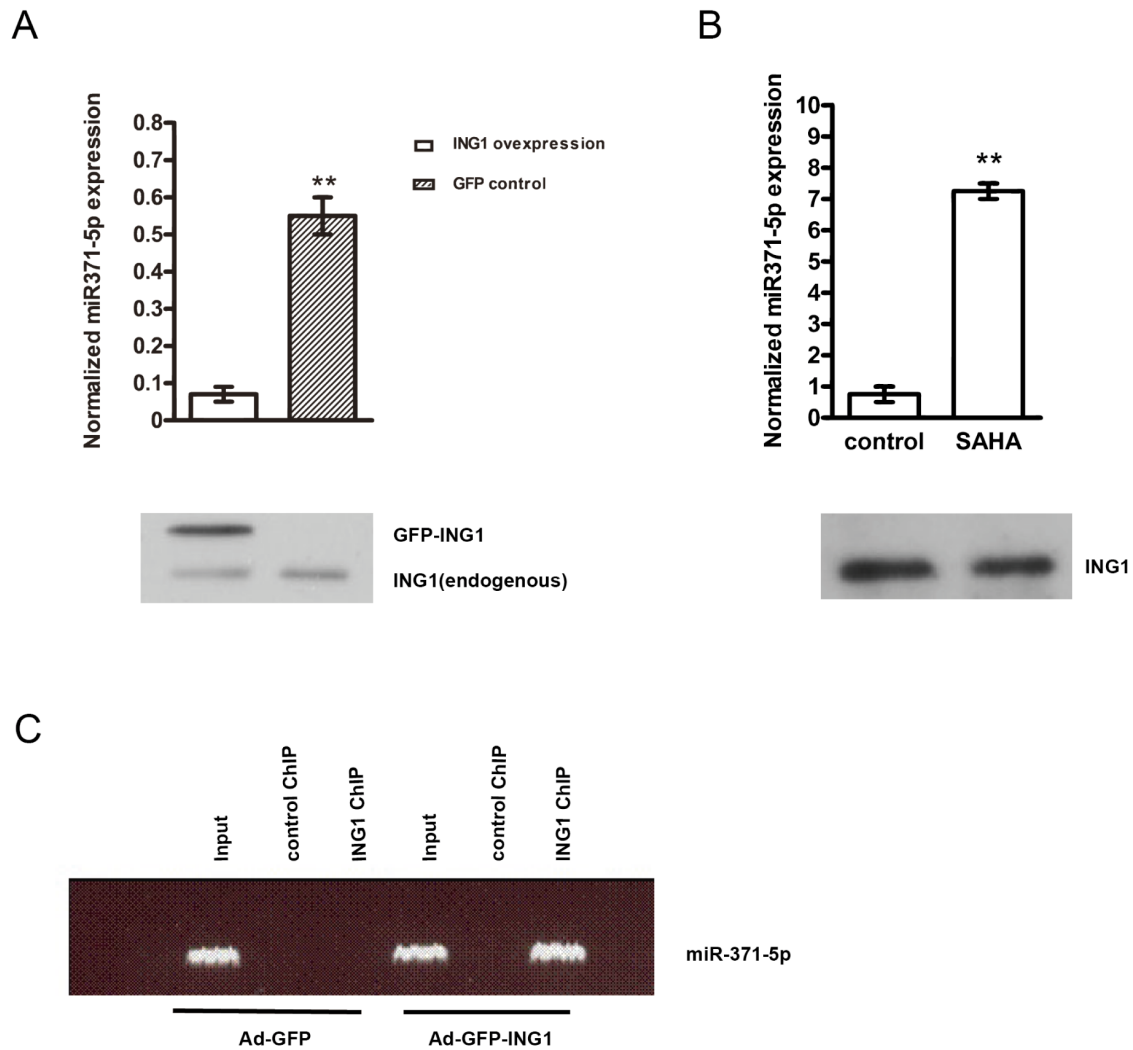 A
B
Normalized miR371-5p expression
0.8
0.7
0.6
0.5
0.4
0.3
0.2
0.1
0
**
ING1 ovexpression
GFP control
Normalized miR371-5p expression
10
9
8
7
6
5
4
3
2
1
0
**
control
SAHA
GFP-ING1
ING1(endogenous)
ING1
C
Input
control ChIP
ING1 ChIP
Input
control ChIP
ING1 ChIP
miR-371-5p
Ad-GFP
Ad-GFP-ING1